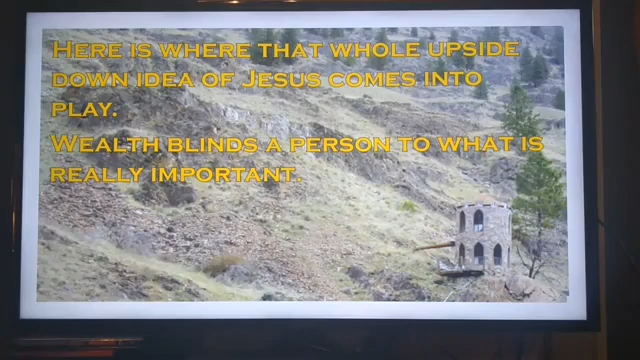 Here is where that whole upside
down idea of Jesus comes into
play.
Wealth blinds a person to what is
really important.